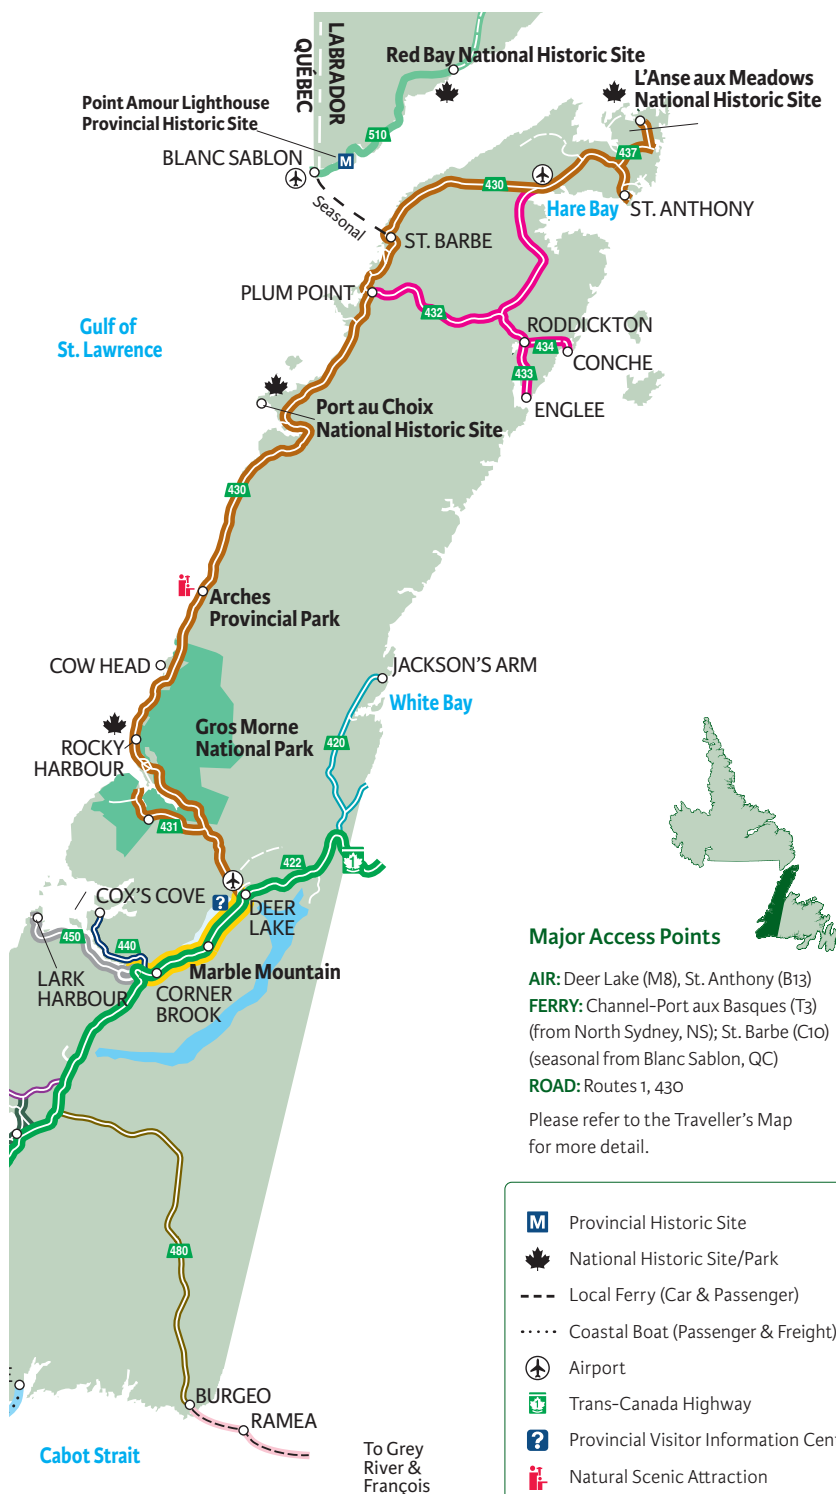 LABRADOR
QUÉBEC
Red Bay National Historic Site
L'Anse aux Meadows
National Historic Site
Point Amour Lighthouse
Provincial Historic Site
510
M
437
BLANC SABLON
430
Hare Bay
ST. ANTHONY
Seasonal
ST. BARBE
PLUM POINT
432
Gulf of
St. Lawrence
RODDICKTON
434
CONCHE
433
ENGLEE
Port au Choix
National Historic Site
430
Arches
Provincial Park
COW HEAD
JACKSON'S ARM
White Bay
Gros Morne
National Park
420
ROCKY
HARBOUR
431
422
1
COX'S COVE
?
DEER
LAKE
450
440
LARK
HARBOUR
Marble Mountain
CORNER
BROOK
480
BURGEO
RAMEA
Cabot Strait
To Grey
River &
François
Major Access Points
AIR: Deer Lake (M8), St. Anthony (B13)
FERRY: Channel-Port aux Basques (T3)
(from North Sydney, NS); St. Barbe (C10)
(seasonal from Blanc Sablon, QC)
ROAD: Routes 1, 430
Please refer to the Traveller's Map
for more detail.
M Provincial Historic Site
National Historic Site/Park
Local Ferry (Car & Passenger)
Coastal Boat (Passenger & Freight)
Airport
1 Trans-Canada Highway
? Provincial Visitor Information Cen
Natural Scenic Attraction